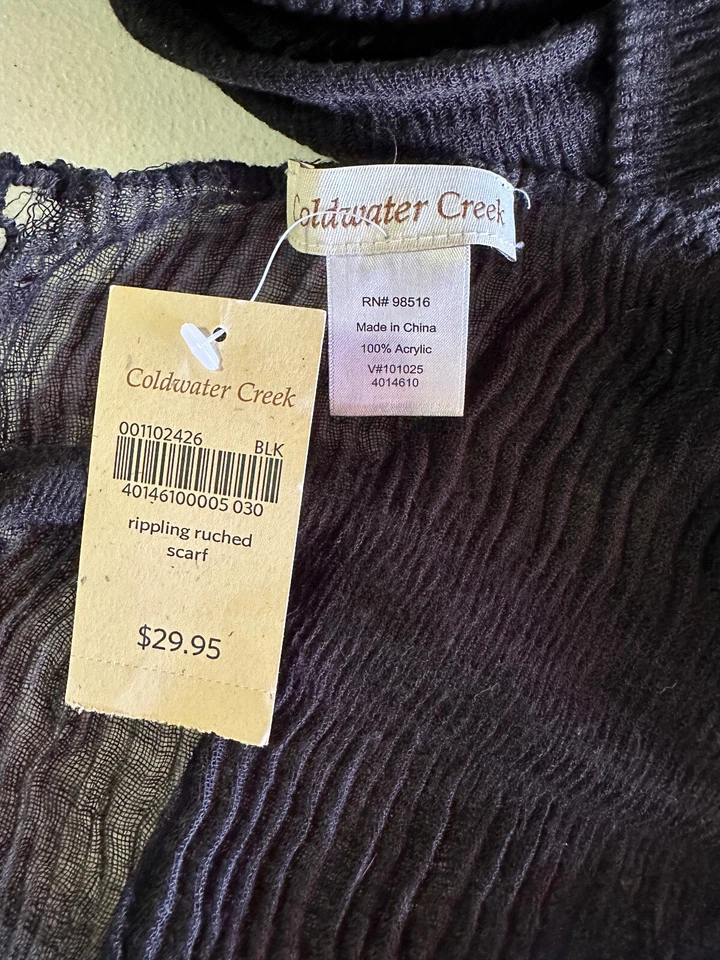 Coldwater Creek
RN# 98516
Made in China
100% Acrylic
V#101025
4014610
Coldwater Creek
001102426 BLK
40146100005 030
rippling ruched
scarf
$29.95